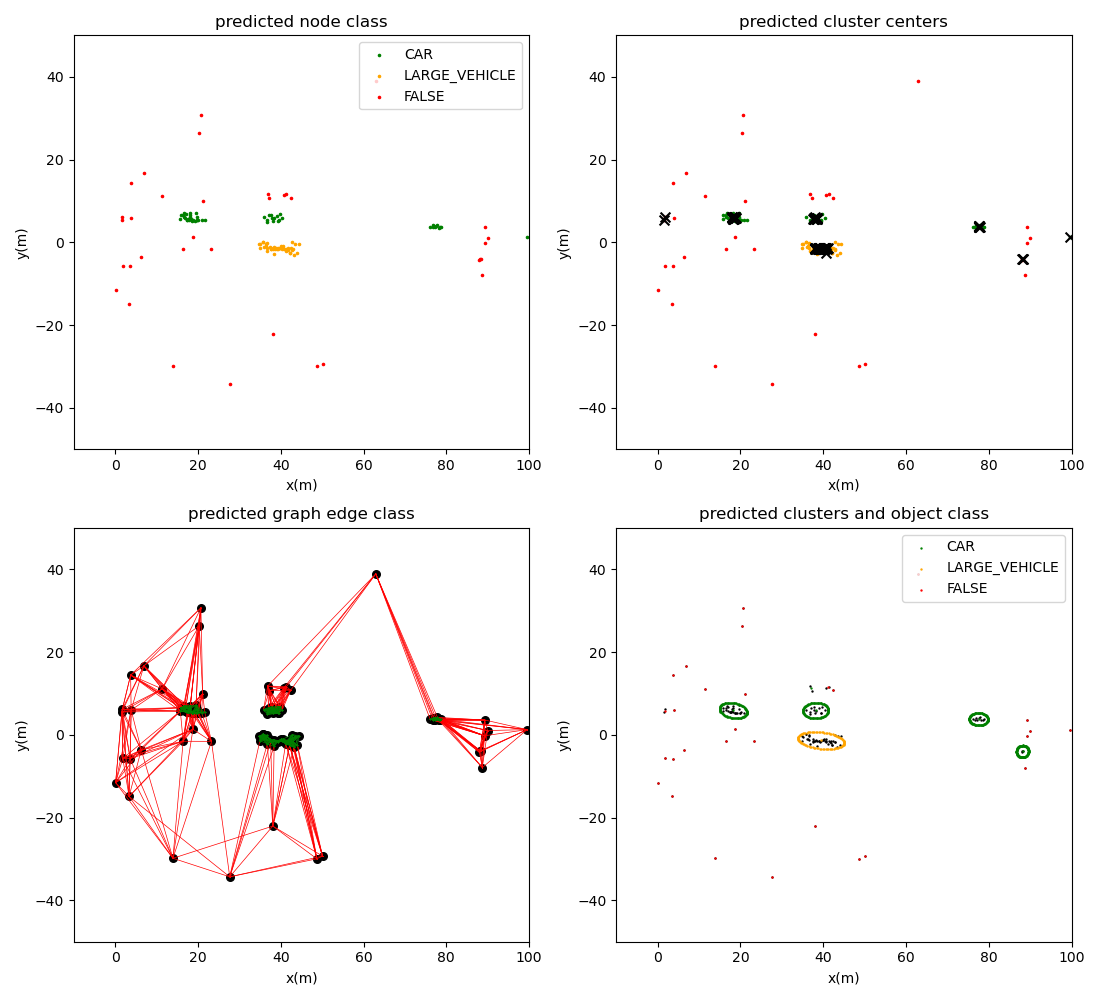 predicted node class
CAR
LARGE_VEHICLE
FALSE
y(m)
40
20
0
−20
−40
0 20 40 60 80 100
x(m)
predicted cluster centers
y(m)
40
20
0
−20
−40
0 20 40 60 80 100
x(m)
predicted graph edge class
y(m)
40
20
0
−20
−40
0 20 40 60 80 100
x(m)
predicted clusters and object class
CAR
LARGE_VEHICLE
FALSE
y(m)
40
20
0
−20
−40
0 20 40 60 80 100
x(m)